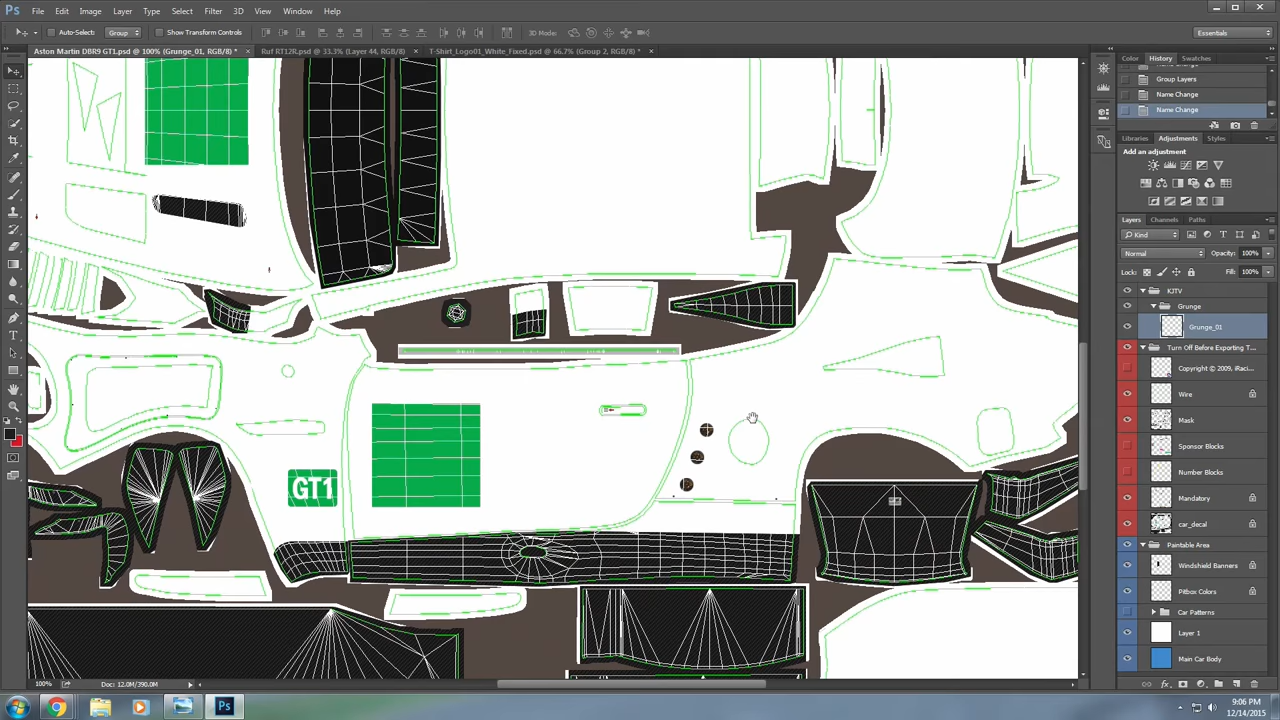 Ps File Edit Image Layer Type Select Filter 3D View Window Help
Auto-Select: Group Show Transform Controls 3D Mode: Essentials
Aston Martin DBR9 GT1.psd @ 100% (Grunge_01, RGB/8) * × Ruf RT12R.psd @ 33.3% (Layer 44, RGB/8) × T-Shirt_Logo01_White_Fixed.psd @ 66.7% (Group 2, RGB/8) * ×
Color History Swatches
Name Change
Group Layers
Name Change
Name Change
Libraries Adjustments Styles
Add an adjustment
Layers Channels Paths
Kind
Normal Opacity: 100%
Lock: Fill: 100%
KJTV
Grunge
Grunge_01
Turn Off Before Exporting T...
Copyright © 2009, iRaci...
Wire
Mask
Sponsor Blocks
Number Blocks
Mandatory
car_decal
Paintable Area
Windshield Banners
Pitbox Colors
Car Patterns
Layer 1
Main Car Body
GT1
100% Doc: 12.0M/390.0M
Ps
9:06 PM
12/14/2015